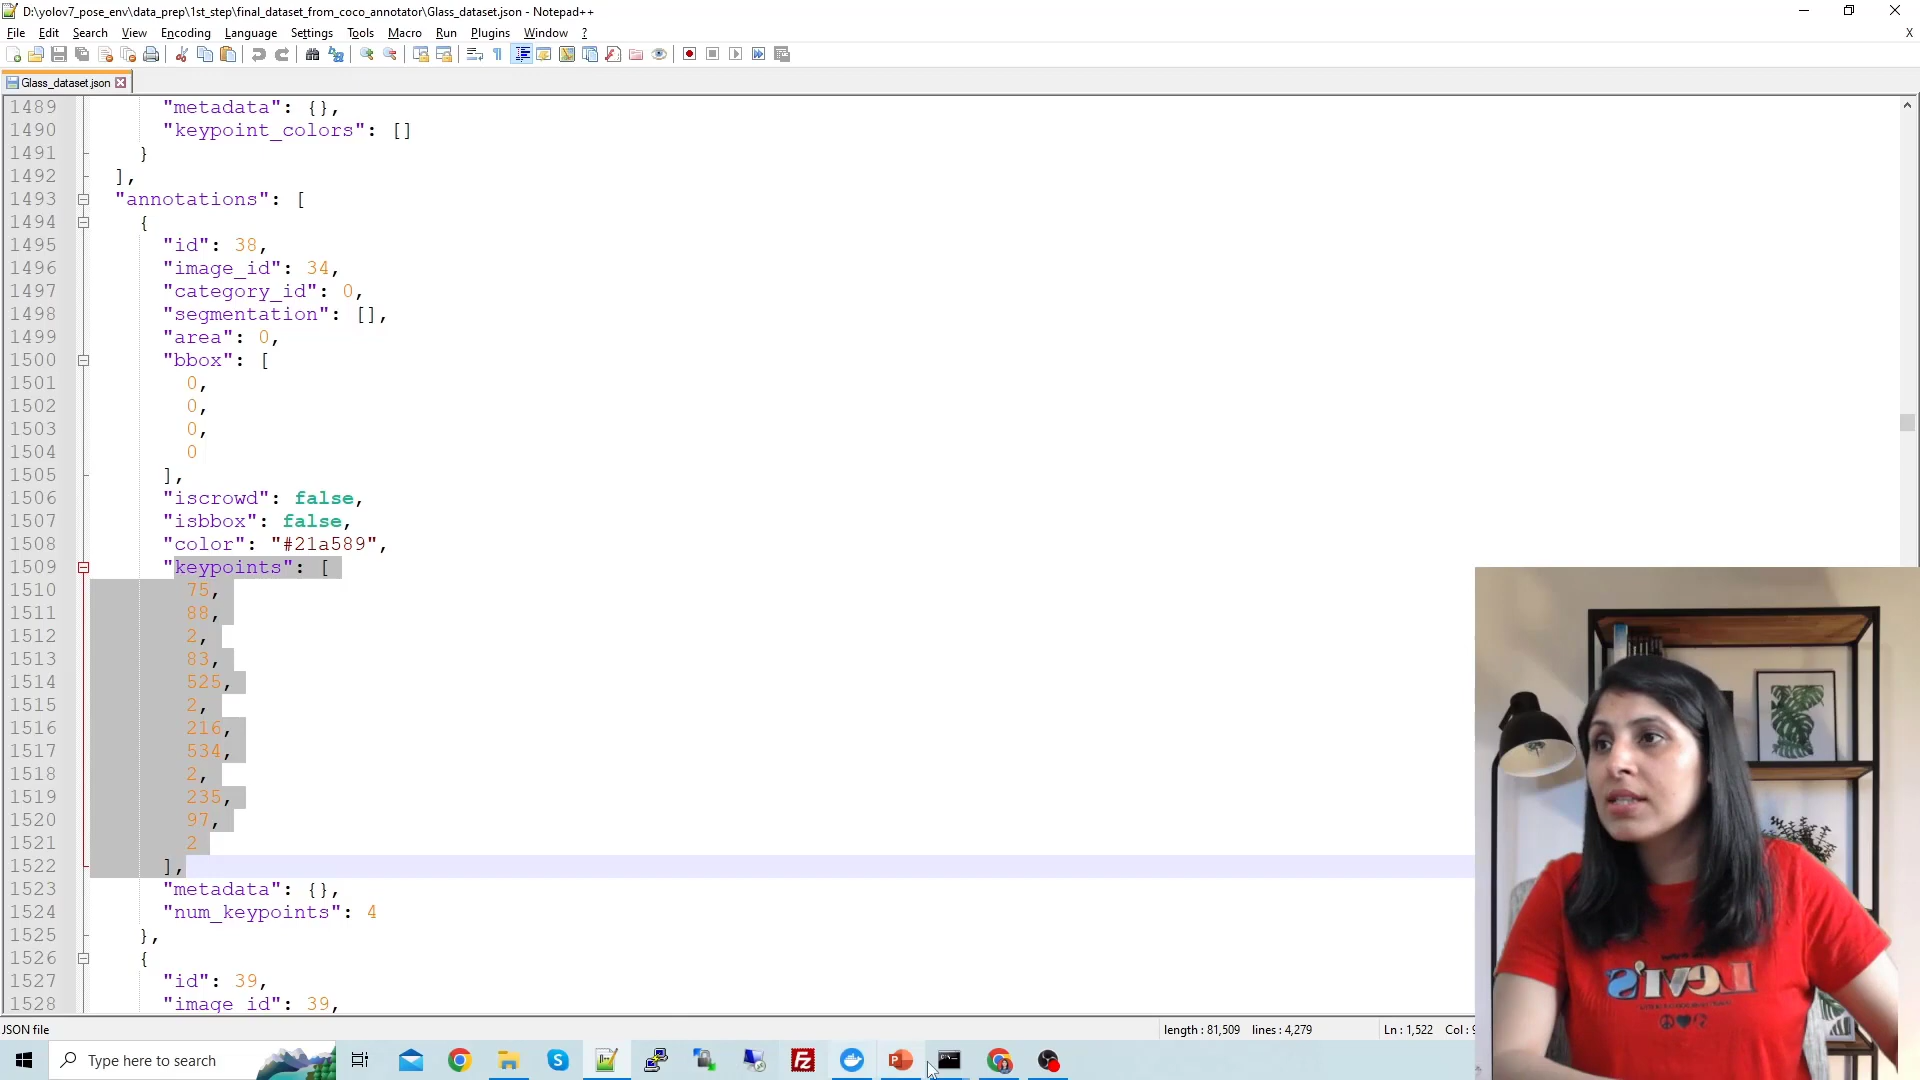 D:\yolov7_pose_env\data_prep\1st_step\final_dataset_from_coco_annotator\Glass_dataset.json - Notepad++
File Edit Search View Encoding Language Settings Tools Macro Run Plugins Window ? X
Glass_dataset.json
1489 "metadata": {},
1490 "keypoint_colors": []
1491 }
1492 ],
1493 "annotations": [
1494 {
1495 "id": 38,
1496 "image_id": 34,
1497 "category_id": 0,
1498 "segmentation": [],
1499 "area": 0,
1500 "bbox": [
1501 0,
1502 0,
1503 0,
1504 0
1505 ],
1506 "iscrowd": false,
1507 "isbbox": false,
1508 "color": "#21a589",
1509 "keypoints": [
1510 75,
1511 88,
1512 2,
1513 83,
1514 525,
1515 2,
1516 216,
1517 534,
1518 2,
1519 235,
1520 97,
1521 2
1522 ],
1523 "metadata": {},
1524 "num_keypoints": 4
1525 },
1526 {
1527 "id": 39,
1528 "image_id": 39,
JSON file length : 81,509 lines : 4,279 Ln : 1,522 Col :
Type here to search
Levi's